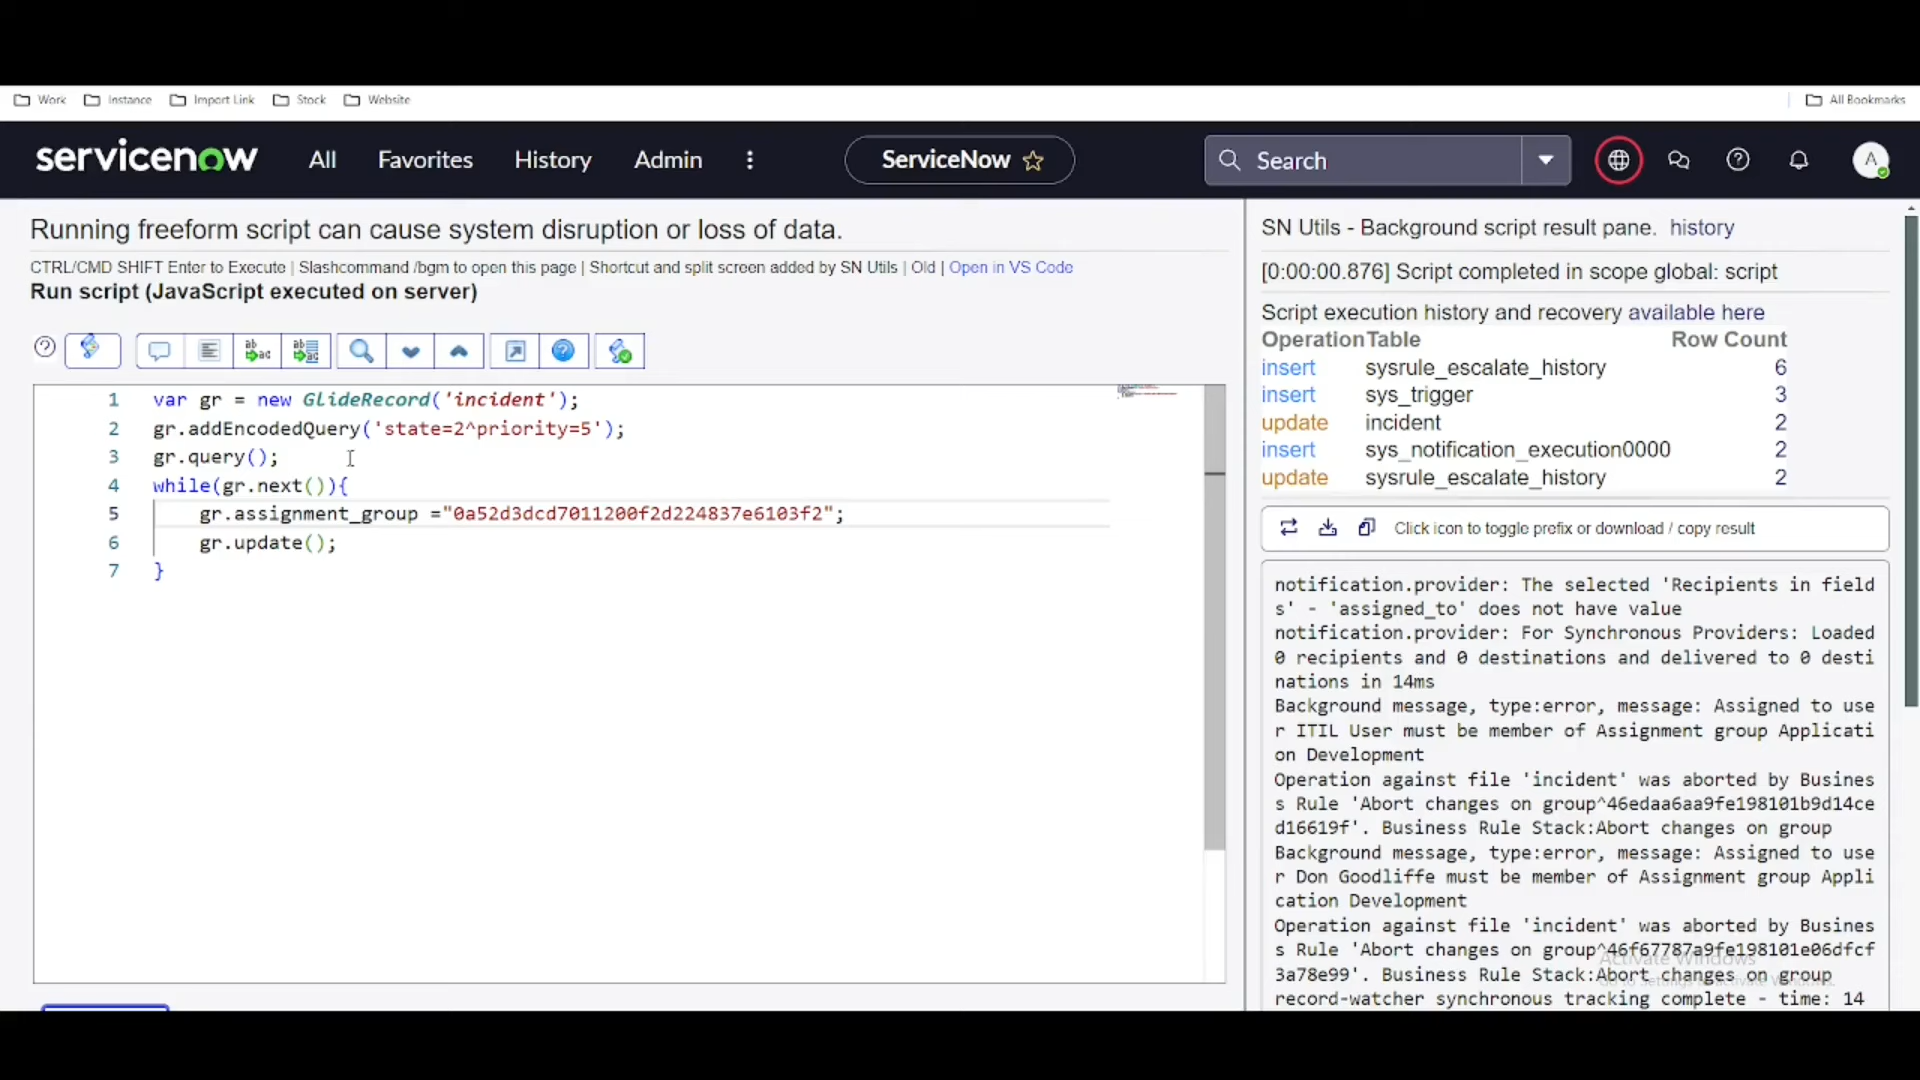 Work Instance Import Link Stock Website All Bookmarks
servicenow All Favorites History Admin ServiceNow Search A
Running freeform script can cause system disruption or loss of data.
CTRL/CMD SHIFT Enter to Execute | Slashcommand /bgm to open this page | Shortcut and split screen added by SN Utils | Old | Open in VS Code
Run script (JavaScript executed on server)
1 var gr = new GlideRecord('incident');
2 gr.addEncodedQuery('state=2^priority=5');
3 gr.query();
4 while(gr.next()){
5 gr.assignment_group ="0a52d3dcd7011200f2d224837e6103f2";
6 gr.update();
7 }
SN Utils - Background script result pane. history
[0:00:00.876] Script completed in scope global: script
Script execution history and recovery available here
Operation Table Row Count
insert sysrule_escalate_history 6
insert sys_trigger 3
update incident 2
insert sys_notification_execution0000 2
update sysrule_escalate_history 2
Click icon to toggle prefix or download / copy result
notification.provider: The selected 'Recipients in field
s' - 'assigned_to' does not have value
notification.provider: For Synchronous Providers: Loaded
0 recipients and 0 destinations and delivered to 0 desti
nations in 14ms
Background message, type:error, message: Assigned to use
r ITIL User must be member of Assignment group Applicati
on Development
Operation against file 'incident' was aborted by Busines
s Rule 'Abort changes on group^46edaa6aa9fe198101b9d14ce
d16619f'. Business Rule Stack:Abort changes on group
Background message, type:error, message: Assigned to use
r Don Goodliffe must be member of Assignment group Appli
cation Development
Operation against file 'incident' was aborted by Busines
s Rule 'Abort changes on group^46f67787a9fe198101e06dfcf
3a78e99'. Business Rule Stack:Abort changes on group
record-watcher synchronous tracking complete - time: 14
Activate Windows
Go to Settings to activate Windows.